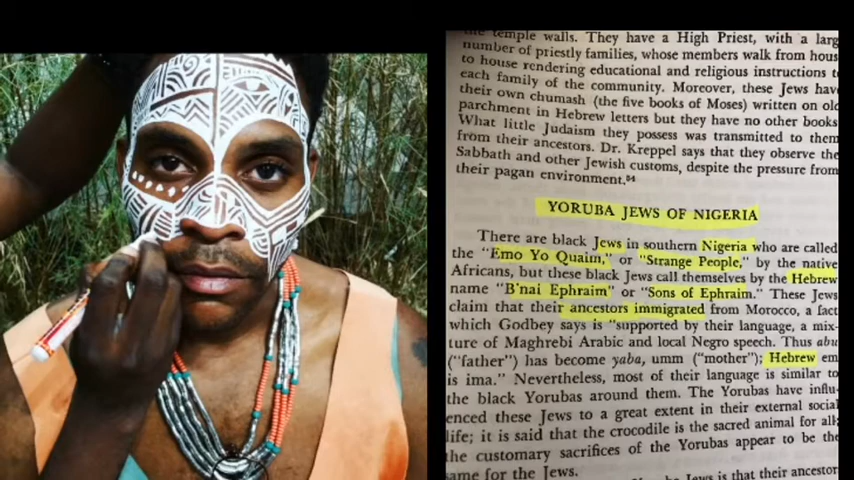 the temple walls. They have a High Priest, with a larg
number of priestly families, whose members walk from hous
to house rendering educational and religious instructions t
each family of the community. Moreover, these Jews have
their own chumash (the five books of Moses) written on old
parchment in Hebrew letters but they have no other books
What little Judaism they possess was transmitted to them
from their ancestors. Dr. Kreppel says that they observe the
Sabbath and other Jewish customs, despite the pressure from
their pagan environment.⁵⁴
YORUBA JEWS OF NIGERIA
There are black Jews in southern Nigeria who are called
the "Emo Yo Quaim," or "Strange People," by the native
Africans, but these black Jews call themselves by the Hebrew
name "B'nai Ephraim" or "Sons of Ephraim." These Jews
claim that their ancestors immigrated from Morocco, a fact
which Godbey says is "supported by their language, a mix-
ture of Maghrebi Arabic and local Negro speech. Thus abu
("father") has become yaba, umm ("mother"); Hebrew em
is ima." Nevertheless, most of their language is similar to
the black Yorubas around them. The Yorubas have influ-
enced these Jews to a great extent in their external social
life; it is said that the crocodile is the sacred animal for all;
the customary sacrifices of the Yorubas appear to be the
same for the Jews.
Jews is that their ancestors